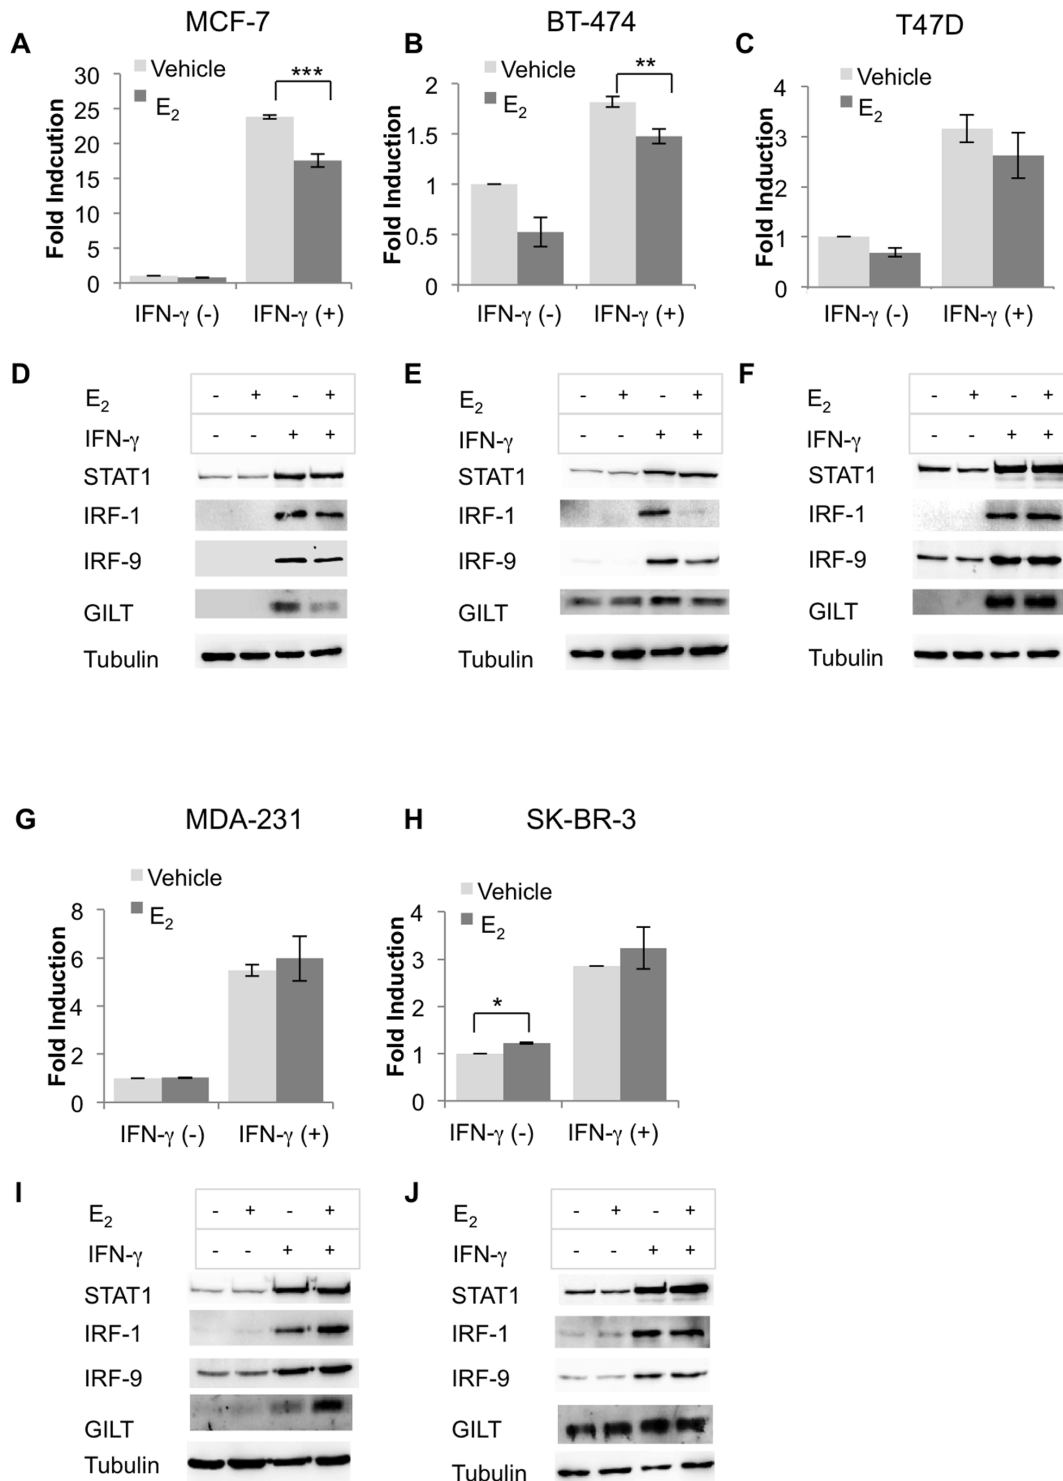 MCF-7
BT-474
T47D
A
B
C
Vehicle
E2
***
30
25
20
15
10
5
0
Fold Indcution
IFN-γ (-)
IFN-γ (+)
Vehicle
E2
**
2
1.5
1
0.5
0
Fold Induction
IFN-γ (-)
IFN-γ (+)
Vehicle
E2
4
3
2
1
0
Fold Induction
IFN-γ (-)
IFN-γ (+)
D
E2 - + - +
IFN-γ - - + +
STAT1
IRF-1
IRF-9
GILT
Tubulin
E
E2 - + - +
IFN-γ - - + +
STAT1
IRF-1
IRF-9
GILT
Tubulin
F
E2 - + - +
IFN-γ - - + +
STAT1
IRF-1
IRF-9
GILT
Tubulin
G
MDA-231
H
SK-BR-3
Vehicle
E2
8
6
4
2
0
Fold Induction
IFN-γ (-)
IFN-γ (+)
Vehicle
E2
*
4
3
2
1
0
Fold Induction
IFN-γ (-)
IFN-γ (+)
I
E2 - + - +
IFN-γ - - + +
STAT1
IRF-1
IRF-9
GILT
Tubulin
J
E2 - + - +
IFN-γ - - + +
STAT1
IRF-1
IRF-9
GILT
Tubulin